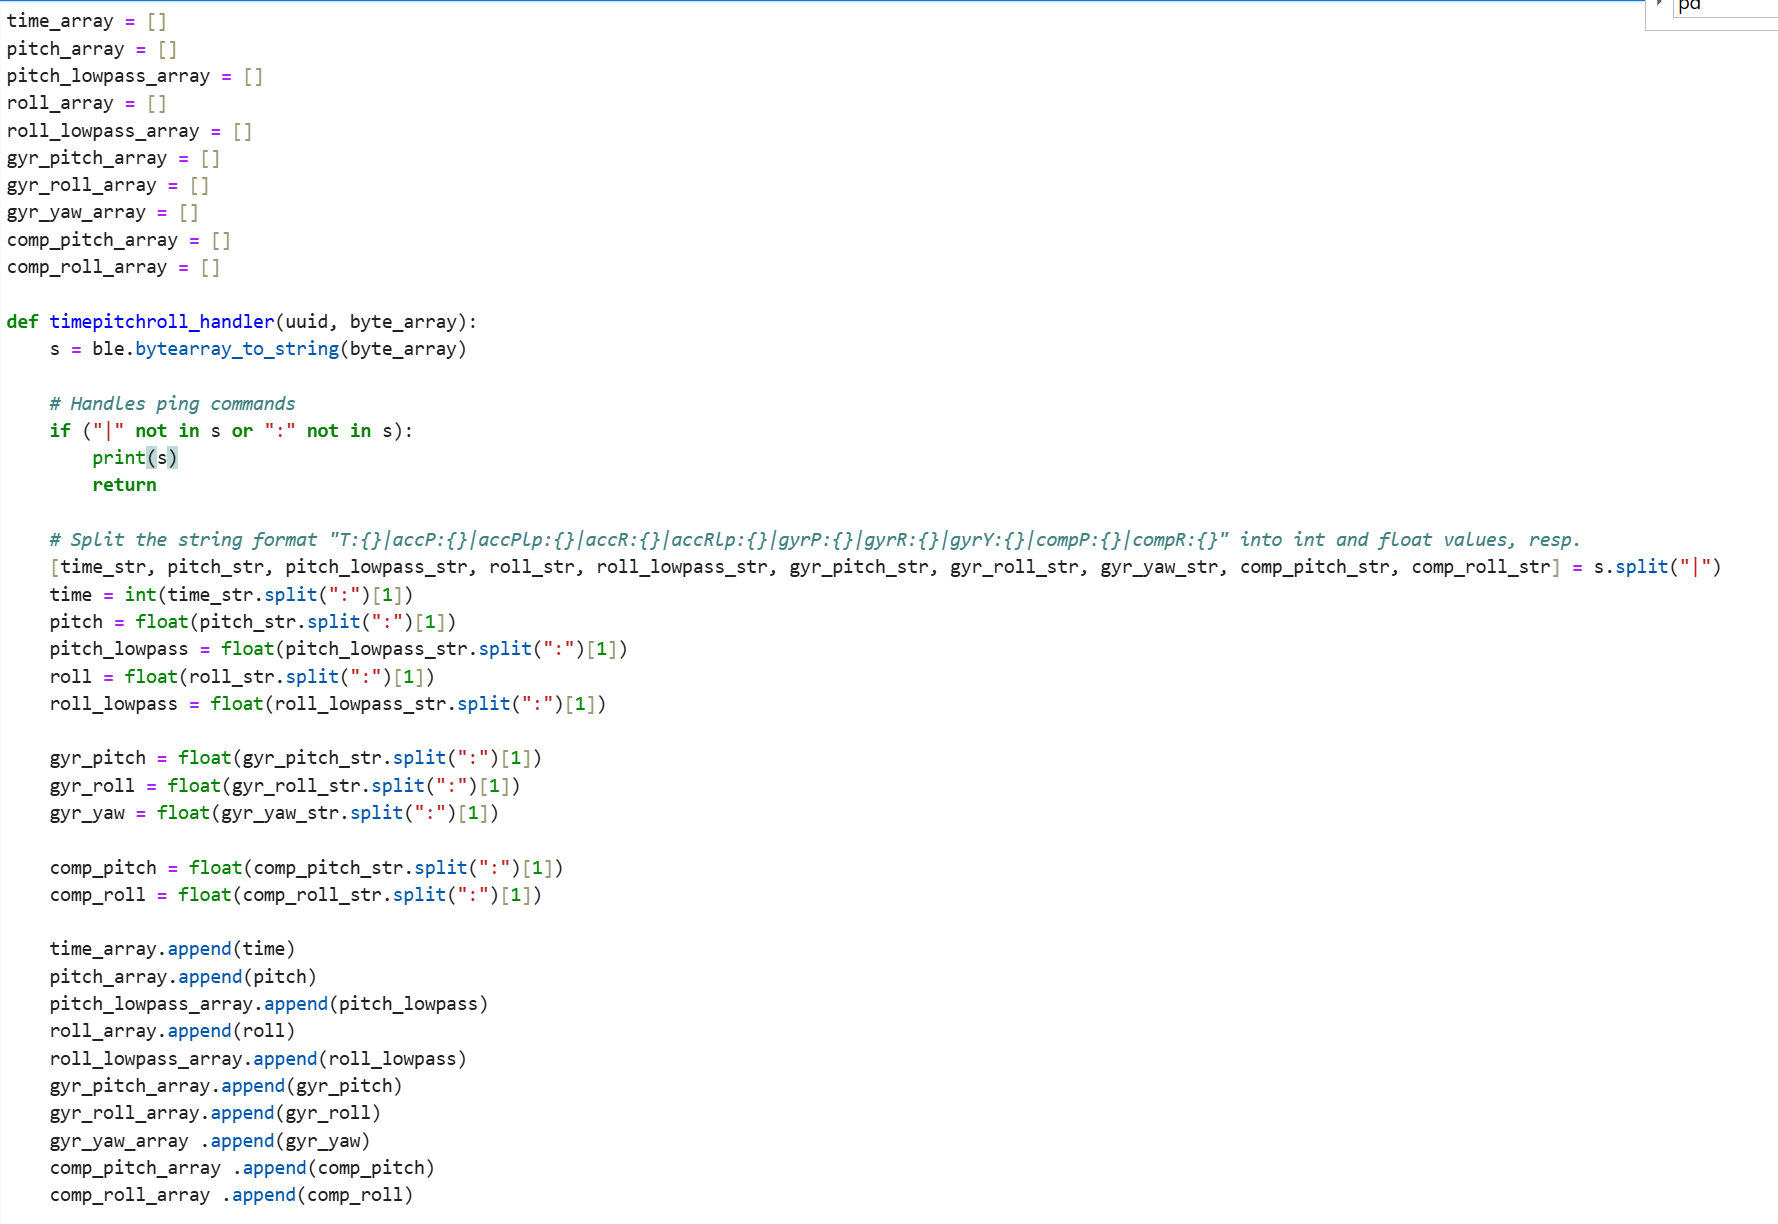 pd
time_array = []
pitch_array = []
pitch_lowpass_array = []
roll_array = []
roll_lowpass_array = []
gyr_pitch_array = []
gyr_roll_array = []
gyr_yaw_array = []
comp_pitch_array = []
comp_roll_array = []

def timepitchroll_handler(uuid, byte_array):
    s = ble.bytearray_to_string(byte_array)

    # Handles ping commands
    if ("|" not in s or ":" not in s):
        print(s)
        return

    # Split the string format "T:{}|accP:{}|accPlp:{}|accR:{}|accRlp:{}|gyrP:{}|gyrR:{}|gyrY:{}|compP:{}|compR:{}" into int and float values, resp.
    [time_str, pitch_str, pitch_lowpass_str, roll_str, roll_lowpass_str, gyr_pitch_str, gyr_roll_str, gyr_yaw_str, comp_pitch_str, comp_roll_str] = s.split("|")
    time = int(time_str.split(":")[1])
    pitch = float(pitch_str.split(":")[1])
    pitch_lowpass = float(pitch_lowpass_str.split(":")[1])
    roll = float(roll_str.split(":")[1])
    roll_lowpass = float(roll_lowpass_str.split(":")[1])

    gyr_pitch = float(gyr_pitch_str.split(":")[1])
    gyr_roll = float(gyr_roll_str.split(":")[1])
    gyr_yaw = float(gyr_yaw_str.split(":")[1])

    comp_pitch = float(comp_pitch_str.split(":")[1])
    comp_roll = float(comp_roll_str.split(":")[1])

    time_array.append(time)
    pitch_array.append(pitch)
    pitch_lowpass_array.append(pitch_lowpass)
    roll_array.append(roll)
    roll_lowpass_array.append(roll_lowpass)
    gyr_pitch_array.append(gyr_pitch)
    gyr_roll_array.append(gyr_roll)
    gyr_yaw_array .append(gyr_yaw)
    comp_pitch_array .append(comp_pitch)
    comp_roll_array .append(comp_roll)